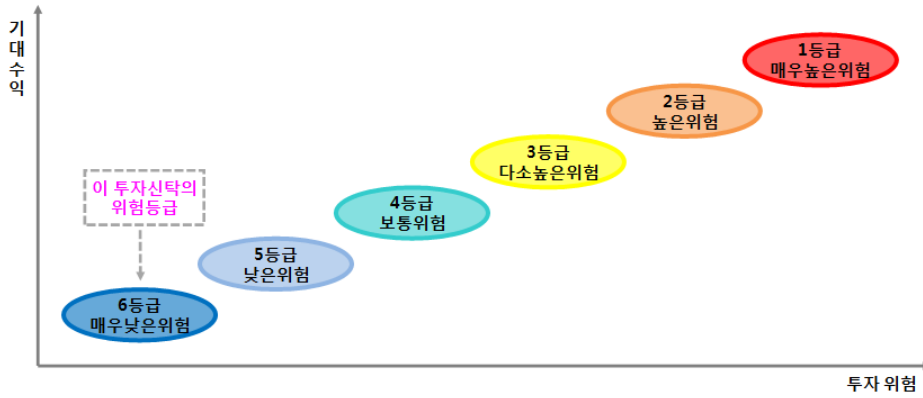 기대수익
1등급
매우높은위험
2등급
높은위험
3등급
다소높은위험
이 투자신탁의
위험등급
4등급
보통위험
5등급
낮은위험
6등급
매우낮은위험
투자 위험